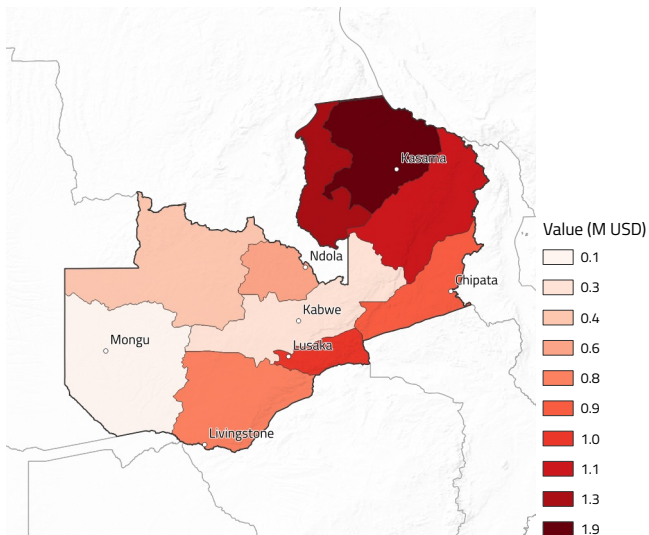 Kasama
Value (M USD)
0.1
Ndola
Chipata
0.3
Kabwe
0.4
Mongu
Lusaka
0.6
0.8
0.9
Livingstone
1.0
1.1
1.3
1.9